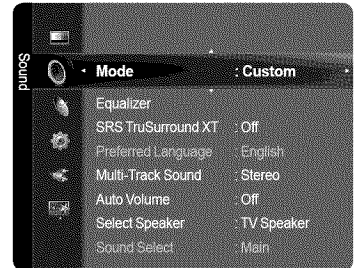 Sound
Mode : Custom
Equalizer
SRS TruSurround XT : Off
Preferred Language : English
Multi-Track Sound : Stereo
Auto Volume : Off
Select Speaker : TV Speaker
Sound Select : Main